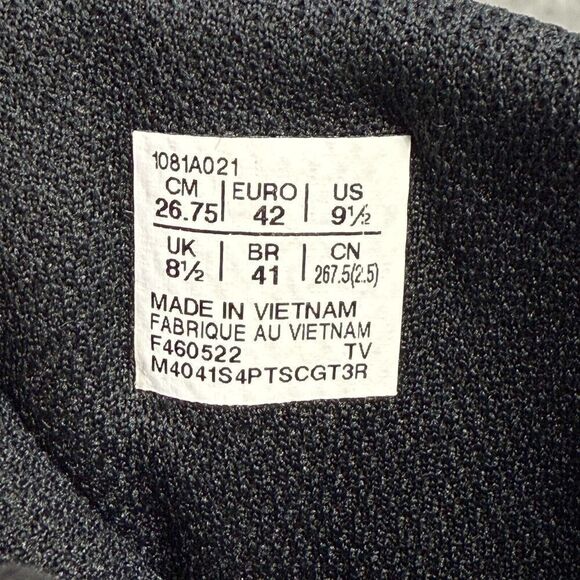 1081A021
CM | EURO | US
26.75 | 42 | 9½
UK | BR | CN
8½ | 41 | 267.5(2.5)
MADE IN VIETNAM
FABRIQUE AU VIETNAM
F460522 TV
M4041S4PTSCGT3R